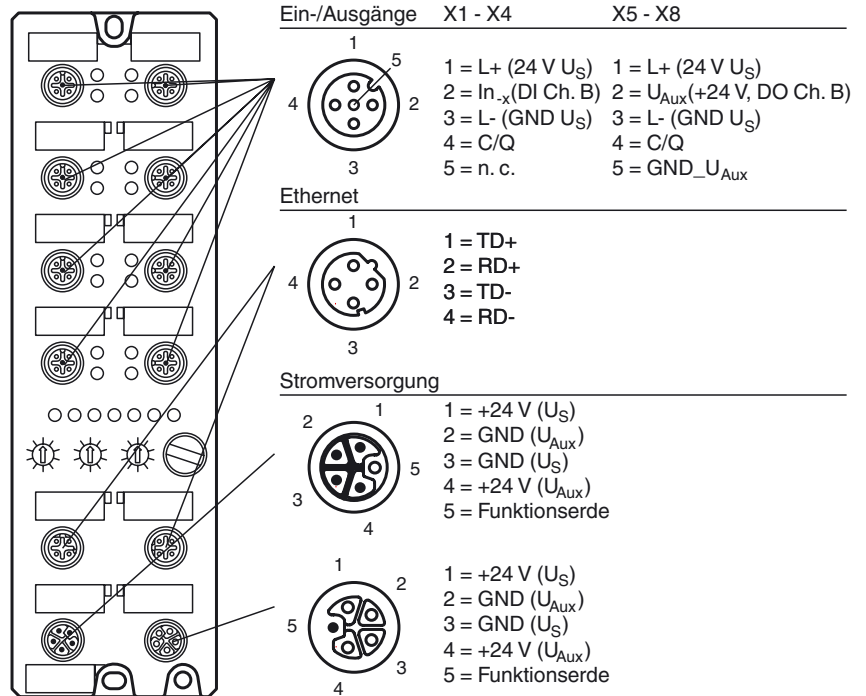 Ein-/Ausgänge X1 - X4 X5 - X8
1
5
4
2
3
1 = L+ (24 V US) 1 = L+ (24 V US)
2 = In-x(DI Ch. B) 2 = UAux(+24 V, DO Ch. B)
3 = L- (GND US) 3 = L- (GND US)
4 = C/Q 4 = C/Q
5 = n. c. 5 = GND_UAux
Ethernet
1
4
2
3
1 = TD+
2 = RD+
3 = TD-
4 = RD-
Stromversorgung
2
1
5
3
4
1 = +24 V (US)
2 = GND (UAux)
3 = GND (US)
4 = +24 V (UAux)
5 = Funktionserde
1
2
5
3
4
1 = +24 V (US)
2 = GND (UAux)
3 = GND (US)
4 = +24 V (UAux)
5 = Funktionserde